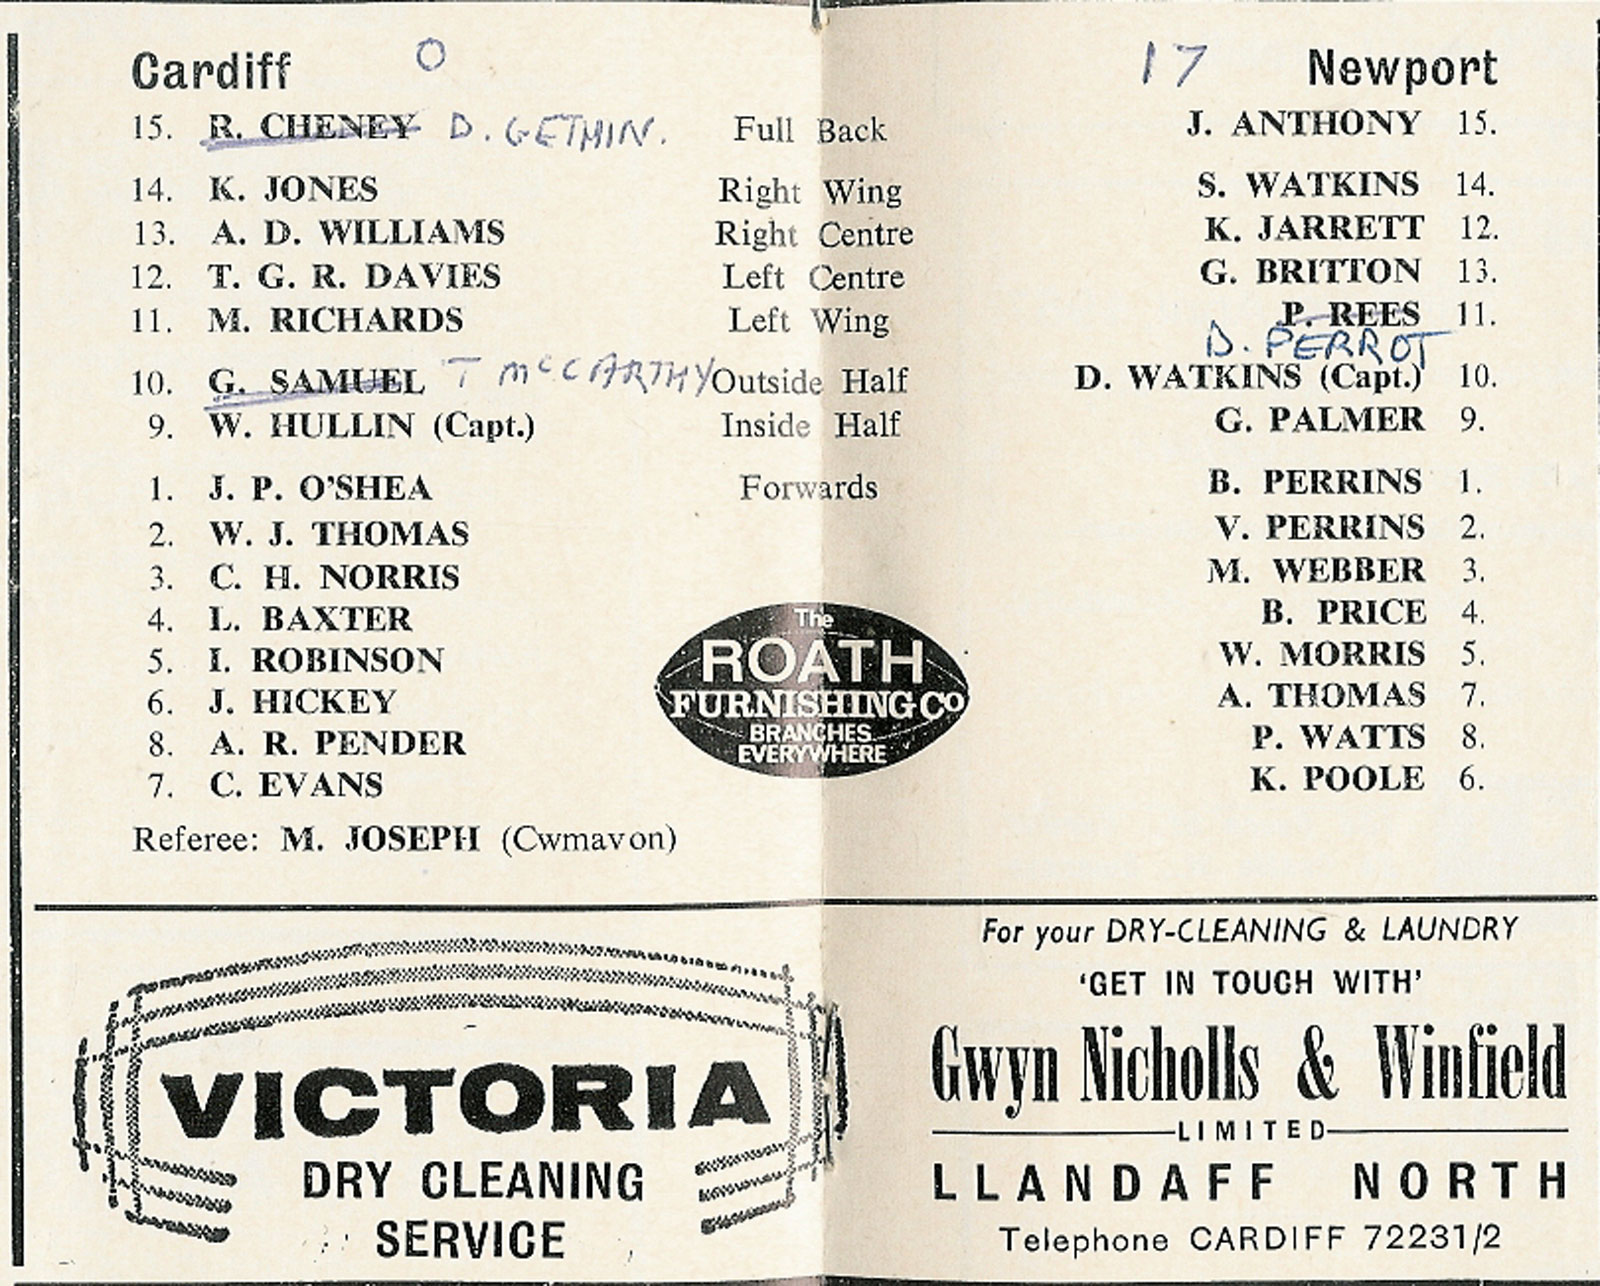 Cardiff 0 17 Newport
15. R. CHENEY D. GETHIN. Full Back J. ANTHONY 15.
14. K. JONES Right Wing S. WATKINS 14.
13. A. D. WILLIAMS Right Centre K. JARRETT 12.
12. T. G. R. DAVIES Left Centre G. BRITTON 13.
11. M. RICHARDS Left Wing P. REES 11.
D. PERROT
10. G. SAMUEL T McCARTHY Outside Half D. WATKINS (Capt.) 10.
9. W. HULLIN (Capt.) Inside Half G. PALMER 9.
1. J. P. O'SHEA Forwards B. PERRINS 1.
2. W. J. THOMAS V. PERRINS 2.
3. C. H. NORRIS M. WEBBER 3.
4. L. BAXTER B. PRICE 4.
5. I. ROBINSON W. MORRIS 5.
6. J. HICKEY A. THOMAS 7.
8. A. R. PENDER P. WATTS 8.
7. C. EVANS K. POOLE 6.
The
ROATH
FURNISHING CO
BRANCHES
EVERYWHERE
Referee: M. JOSEPH (Cwmavon)
VICTORIA
DRY CLEANING
SERVICE
For your DRY-CLEANING & LAUNDRY
'GET IN TOUCH WITH'
Gwyn Nicholls & Winfield
LIMITED
LLANDAFF NORTH
Telephone CARDIFF 72231/2